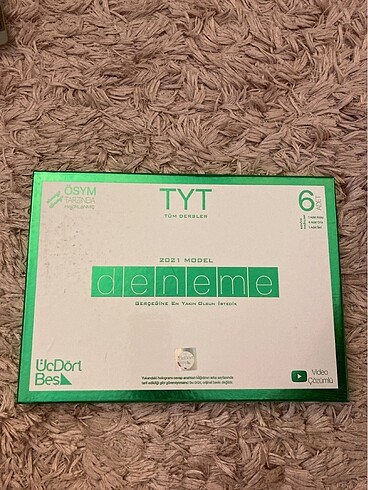 ÖSYM
TARZINDA
HAZIRLANMIŞ
TYT
TÜM DERSLER
6 ADET
2021 MODEL
deneme
GERÇEĞİNE EN YAKIN OLSUN İSTEDİK
ÜçDört
Beş
Video
Çözümlü